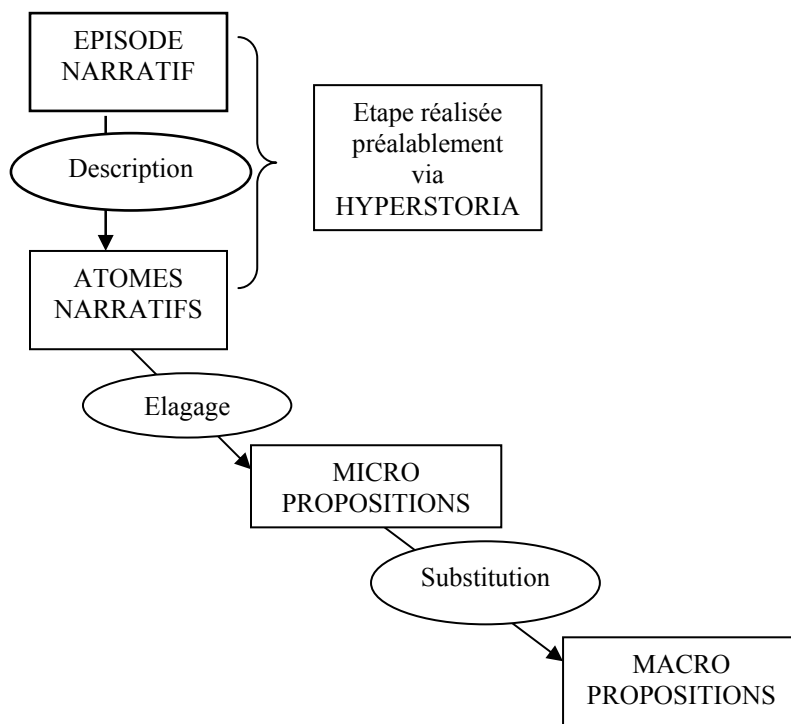 EPISODE
NARRATIF
Etape réalisée
préalablement
via
HYPERSTORIA
Description
ATOMES
NARRATIFS
Elagage
MICRO
PROPOSITIONS
Substitution
MACRO
PROPOSITIONS